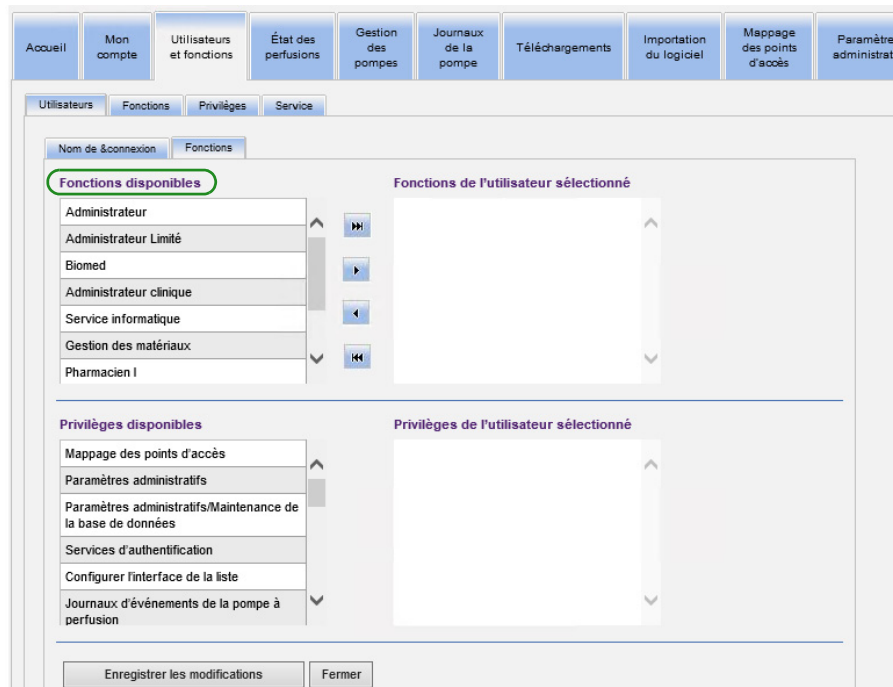 Accueil
Mon
compte
Utilisateurs
et fonctions
État des
perfusions
Gestion
des
pompes
Journaux
de la
pompe
Téléchargements
Importation
du logiciel
Mappage
des points
d'accès
Paramètre
administrat
Utilisateurs
Fonctions
Privilèges
Service
Nom de &connexion
Fonctions
Fonctions disponibles
Fonctions de l'utilisateur sélectionné
Administrateur
Administrateur Limité
Biomed
Administrateur clinique
Service informatique
Gestion des matériaux
Pharmacien I
Privilèges disponibles
Privilèges de l'utilisateur sélectionné
Mappage des points d'accès
Paramètres administratifs
Paramètres administratifs/Maintenance de
la base de données
Services d'authentification
Configurer l'interface de la liste
Journaux d'événements de la pompe à
perfusion
Enregistrer les modifications
Fermer